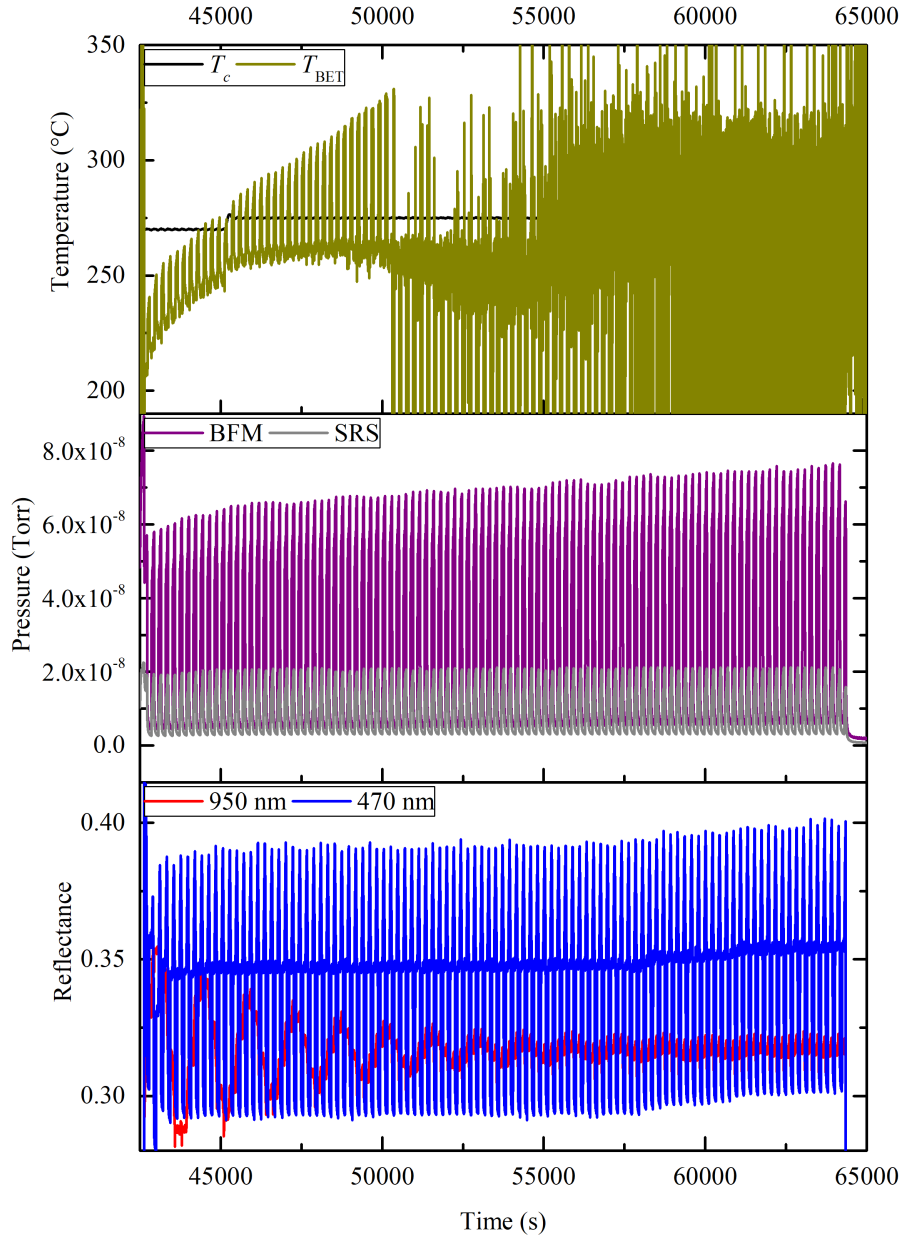 45000 50000 55000 60000 65000
350
T_c T_BET
300
250
200
Temperature (°C)
BFM SRS
8.0x10⁻⁸
6.0x10⁻⁸
4.0x10⁻⁸
2.0x10⁻⁸
0.0
Pressure (Torr)
950 nm 470 nm
0.40
0.35
0.30
Reflectance
45000 50000 55000 60000 65000
Time (s)